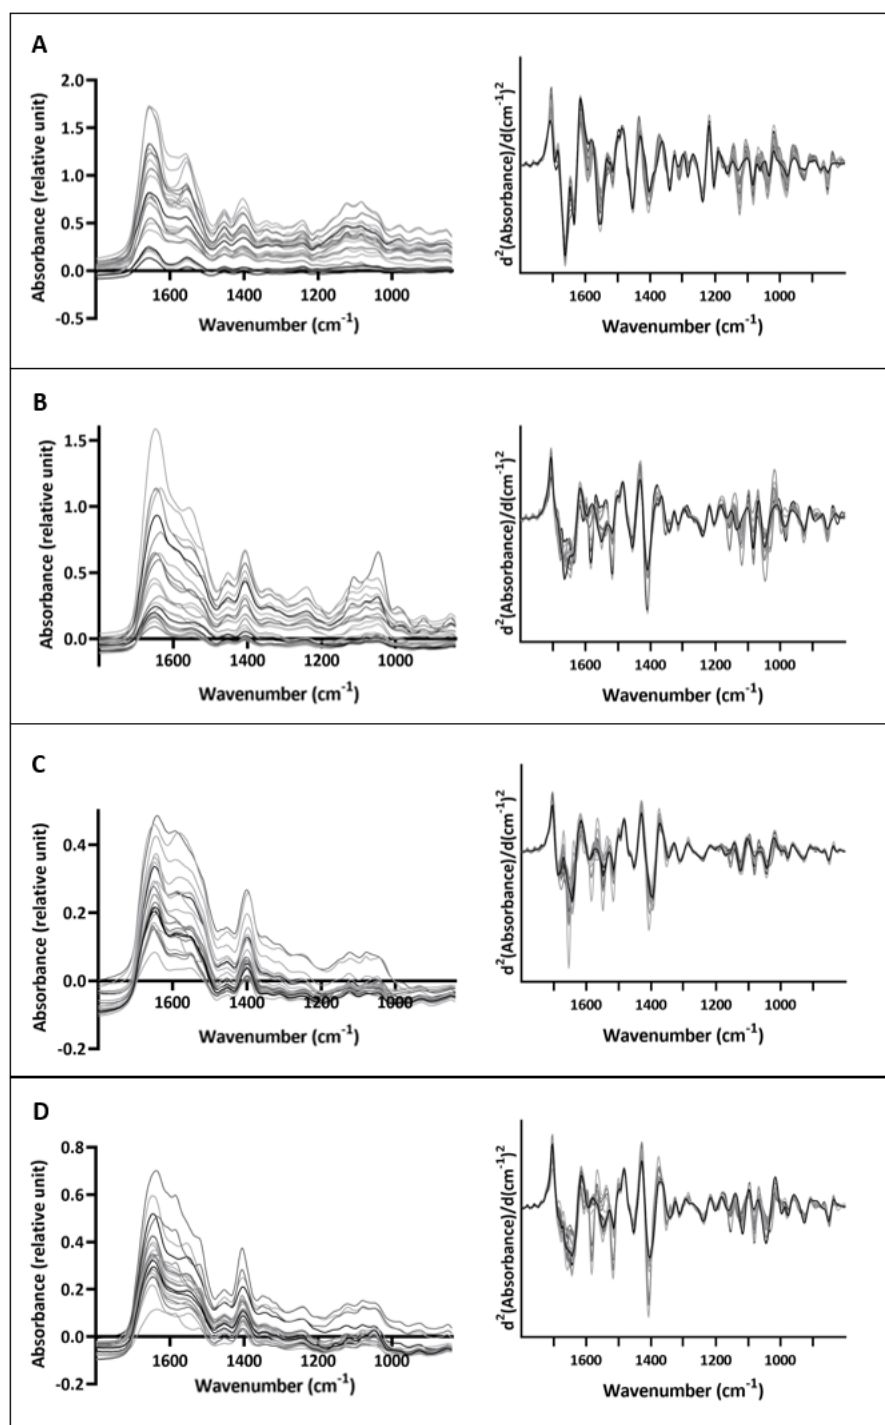 A
Absorbance (relative unit)
2.0
1.5
1.0
0.5
0.0
-0.5
1600 1400 1200 1000
Wavenumber (cm⁻¹)
d²(Absorbance)/d(cm⁻¹)²
1600 1400 1200 1000
Wavenumber (cm⁻¹)
B
Absorbance (relative unit)
1.5
1.0
0.5
0.0
1600 1400 1200 1000
Wavenumber (cm⁻¹)
d²(Absorbance)/d(cm⁻¹)²
1600 1400 1200 1000
Wavenumber (cm⁻¹)
C
Absorbance (relative unit)
0.4
0.2
0.0
-0.2
1600 1400 1200 1000
Wavenumber (cm⁻¹)
d²(Absorbance)/d(cm⁻¹)²
1600 1400 1200 1000
Wavenumber (cm⁻¹)
D
Absorbance (relative unit)
0.8
0.6
0.4
0.2
0.0
-0.2
1600 1400 1200 1000
Wavenumber (cm⁻¹)
d²(Absorbance)/d(cm⁻¹)²
1600 1400 1200 1000
Wavenumber (cm⁻¹)